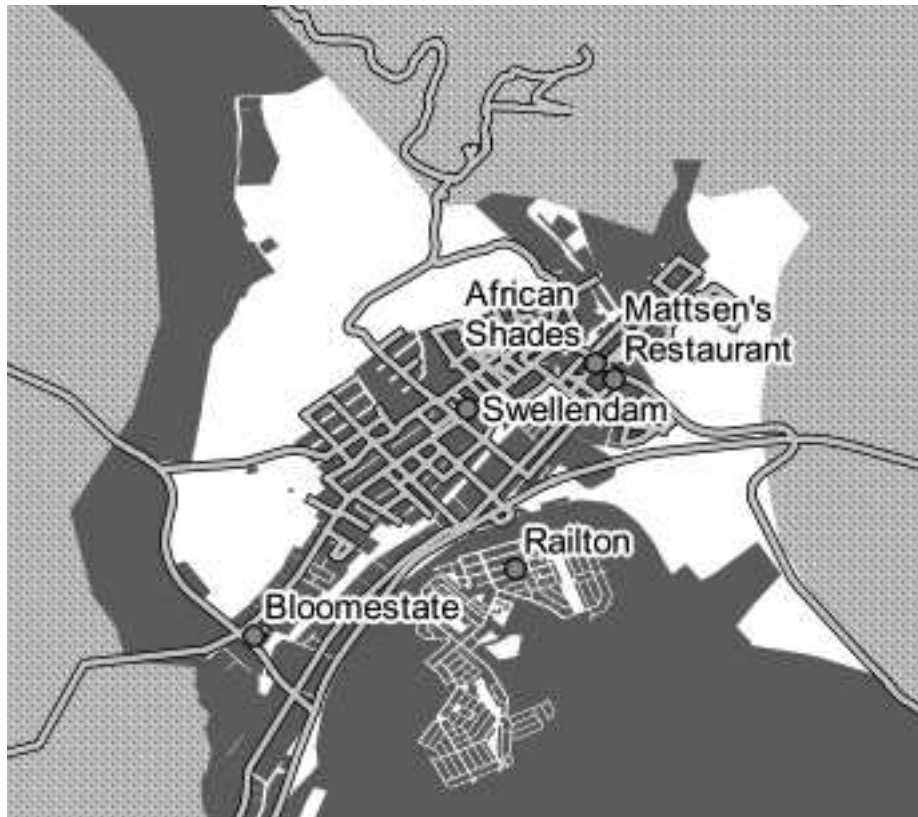 African
Shades
Mattsen's
Restaurant
Swellendam
Railton
Bloomestate